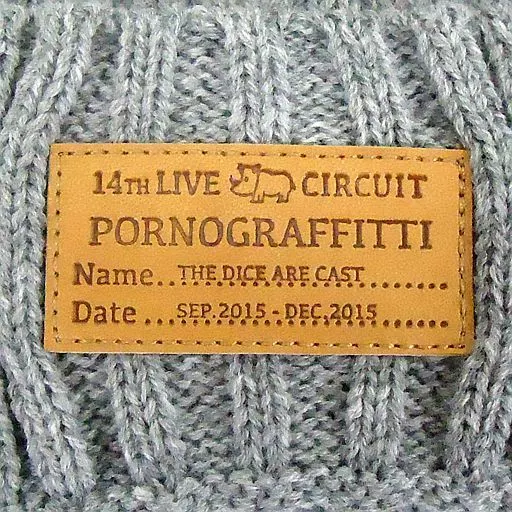 14TH LIVE CIRCUIT
PORNOGRAFFITTI
Name..THE DICE ARE CAST.......
Date ...SEP.2015 - DEC.2015.......